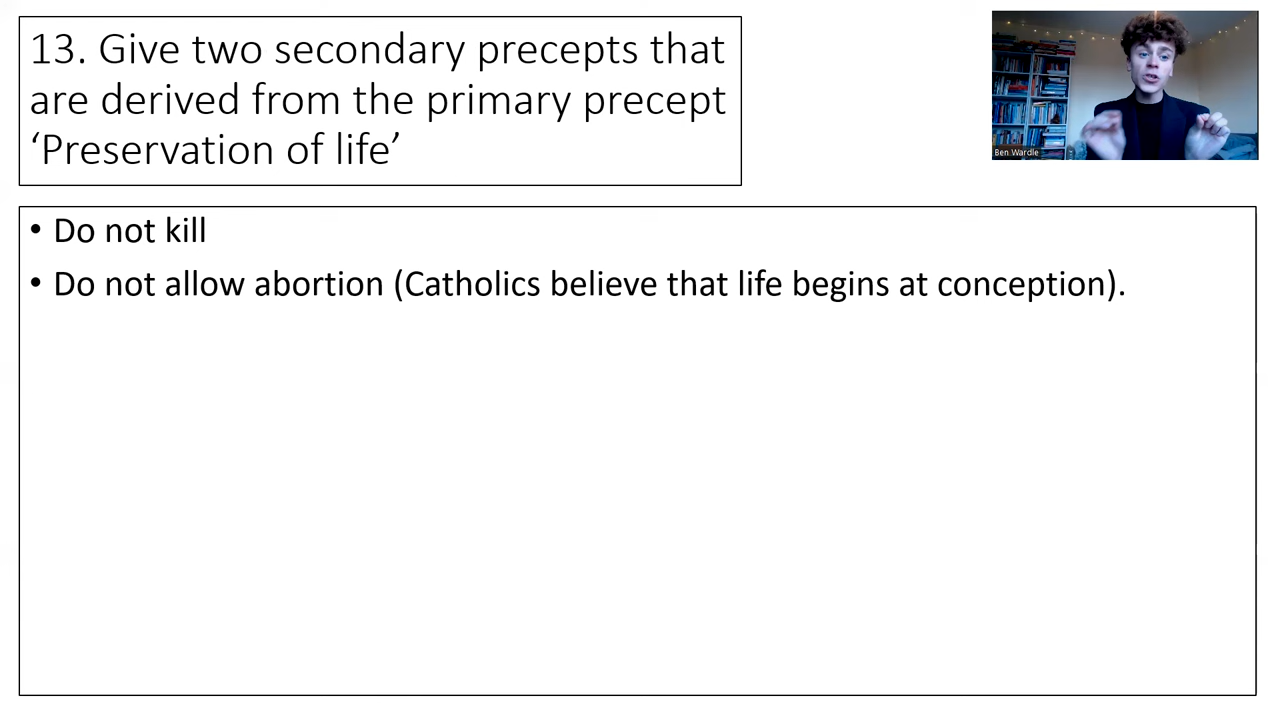 13. Give two secondary precepts that
are derived from the primary precept
‘Preservation of life’
Ben Wardle
• Do not kill
• Do not allow abortion (Catholics believe that life begins at conception).